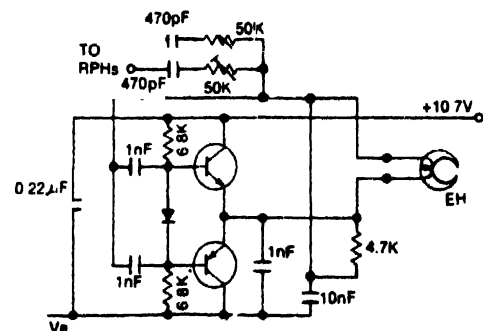 470pF
50K
TO
RPHs
470pF
50K
+10 7V
1nF
6.8K
0 22µF
EH
4.7K
1nF
1nF
6.8K
10nF